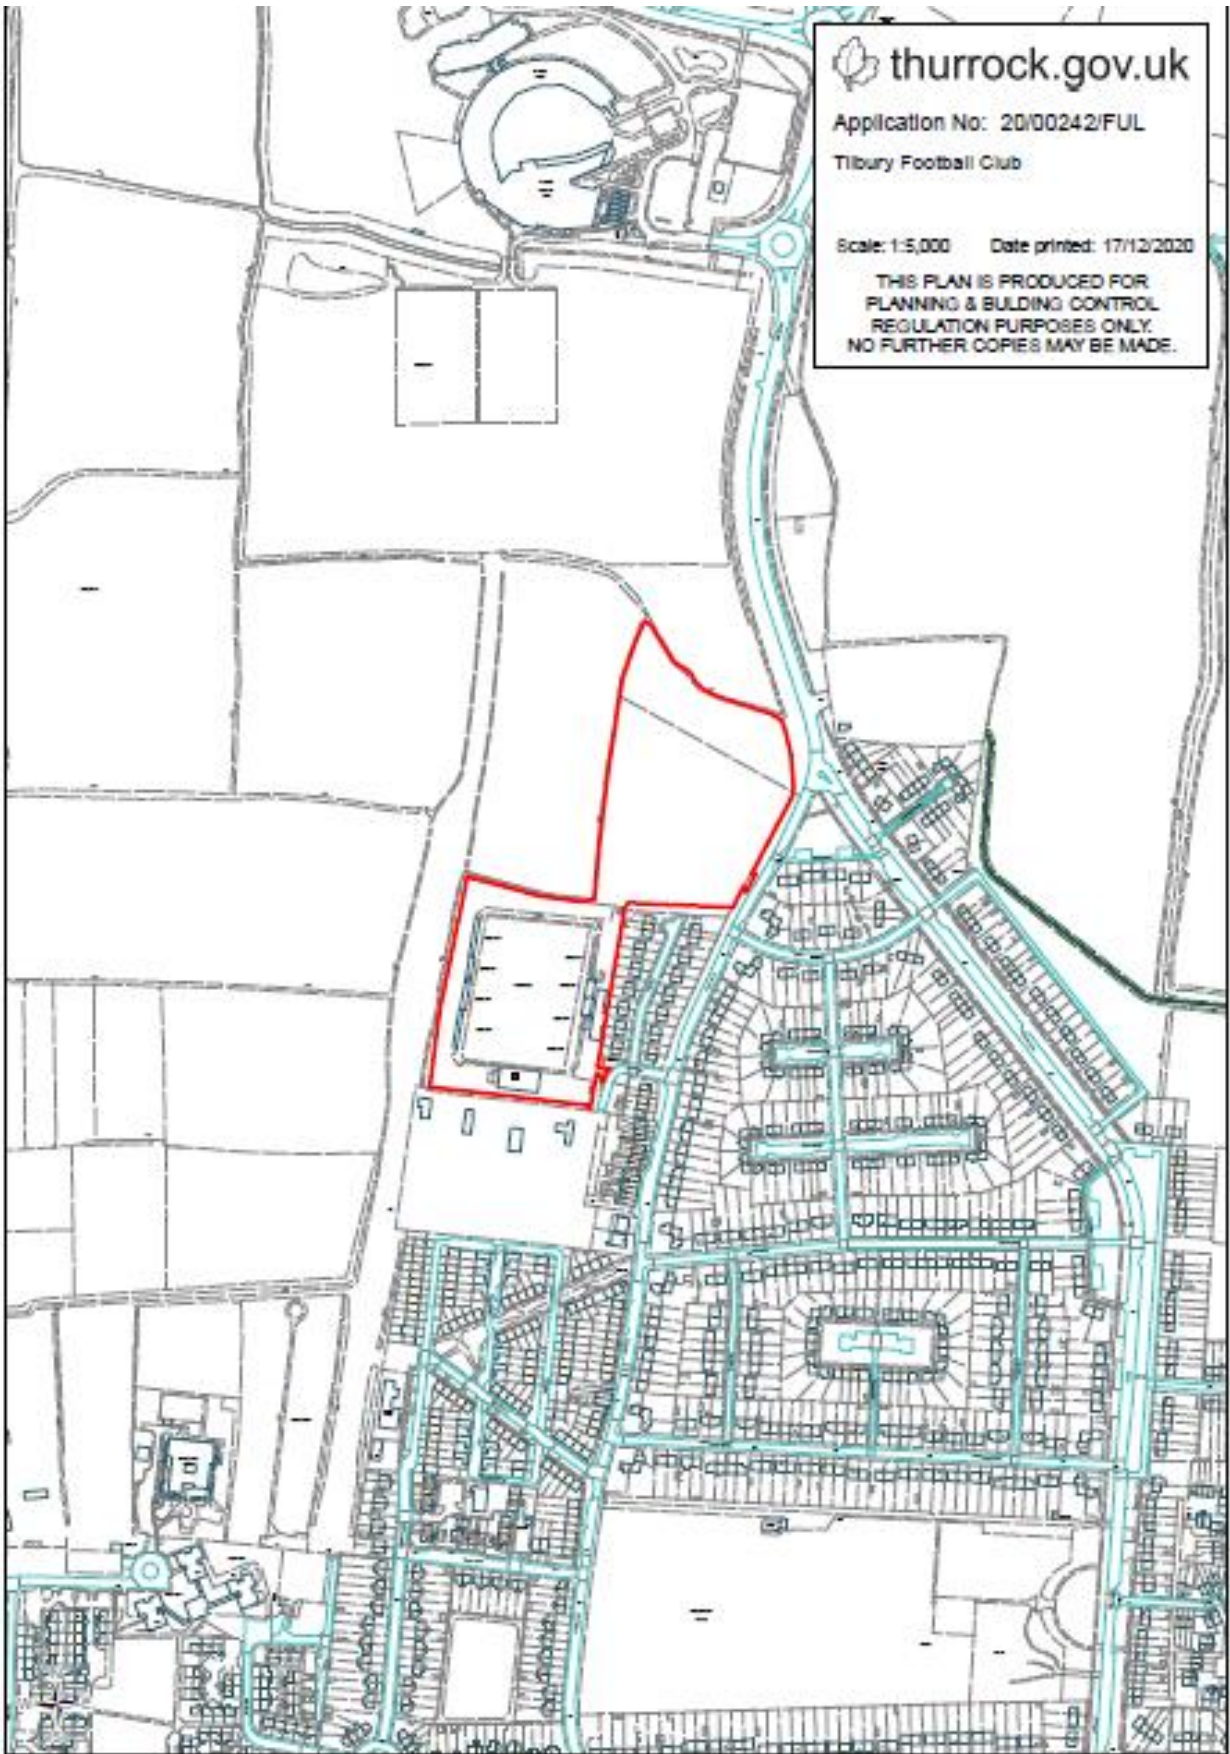 thurrock.gov.uk
Application No: 20/00242/FUL
Tilbury Football Club
Scale: 1:5,000 Date printed: 17/12/2020
THIS PLAN IS PRODUCED FOR
PLANNING & BULDING CONTROL
REGULATION PURPOSES ONLY.
NO FURTHER COPIES MAY BE MADE.